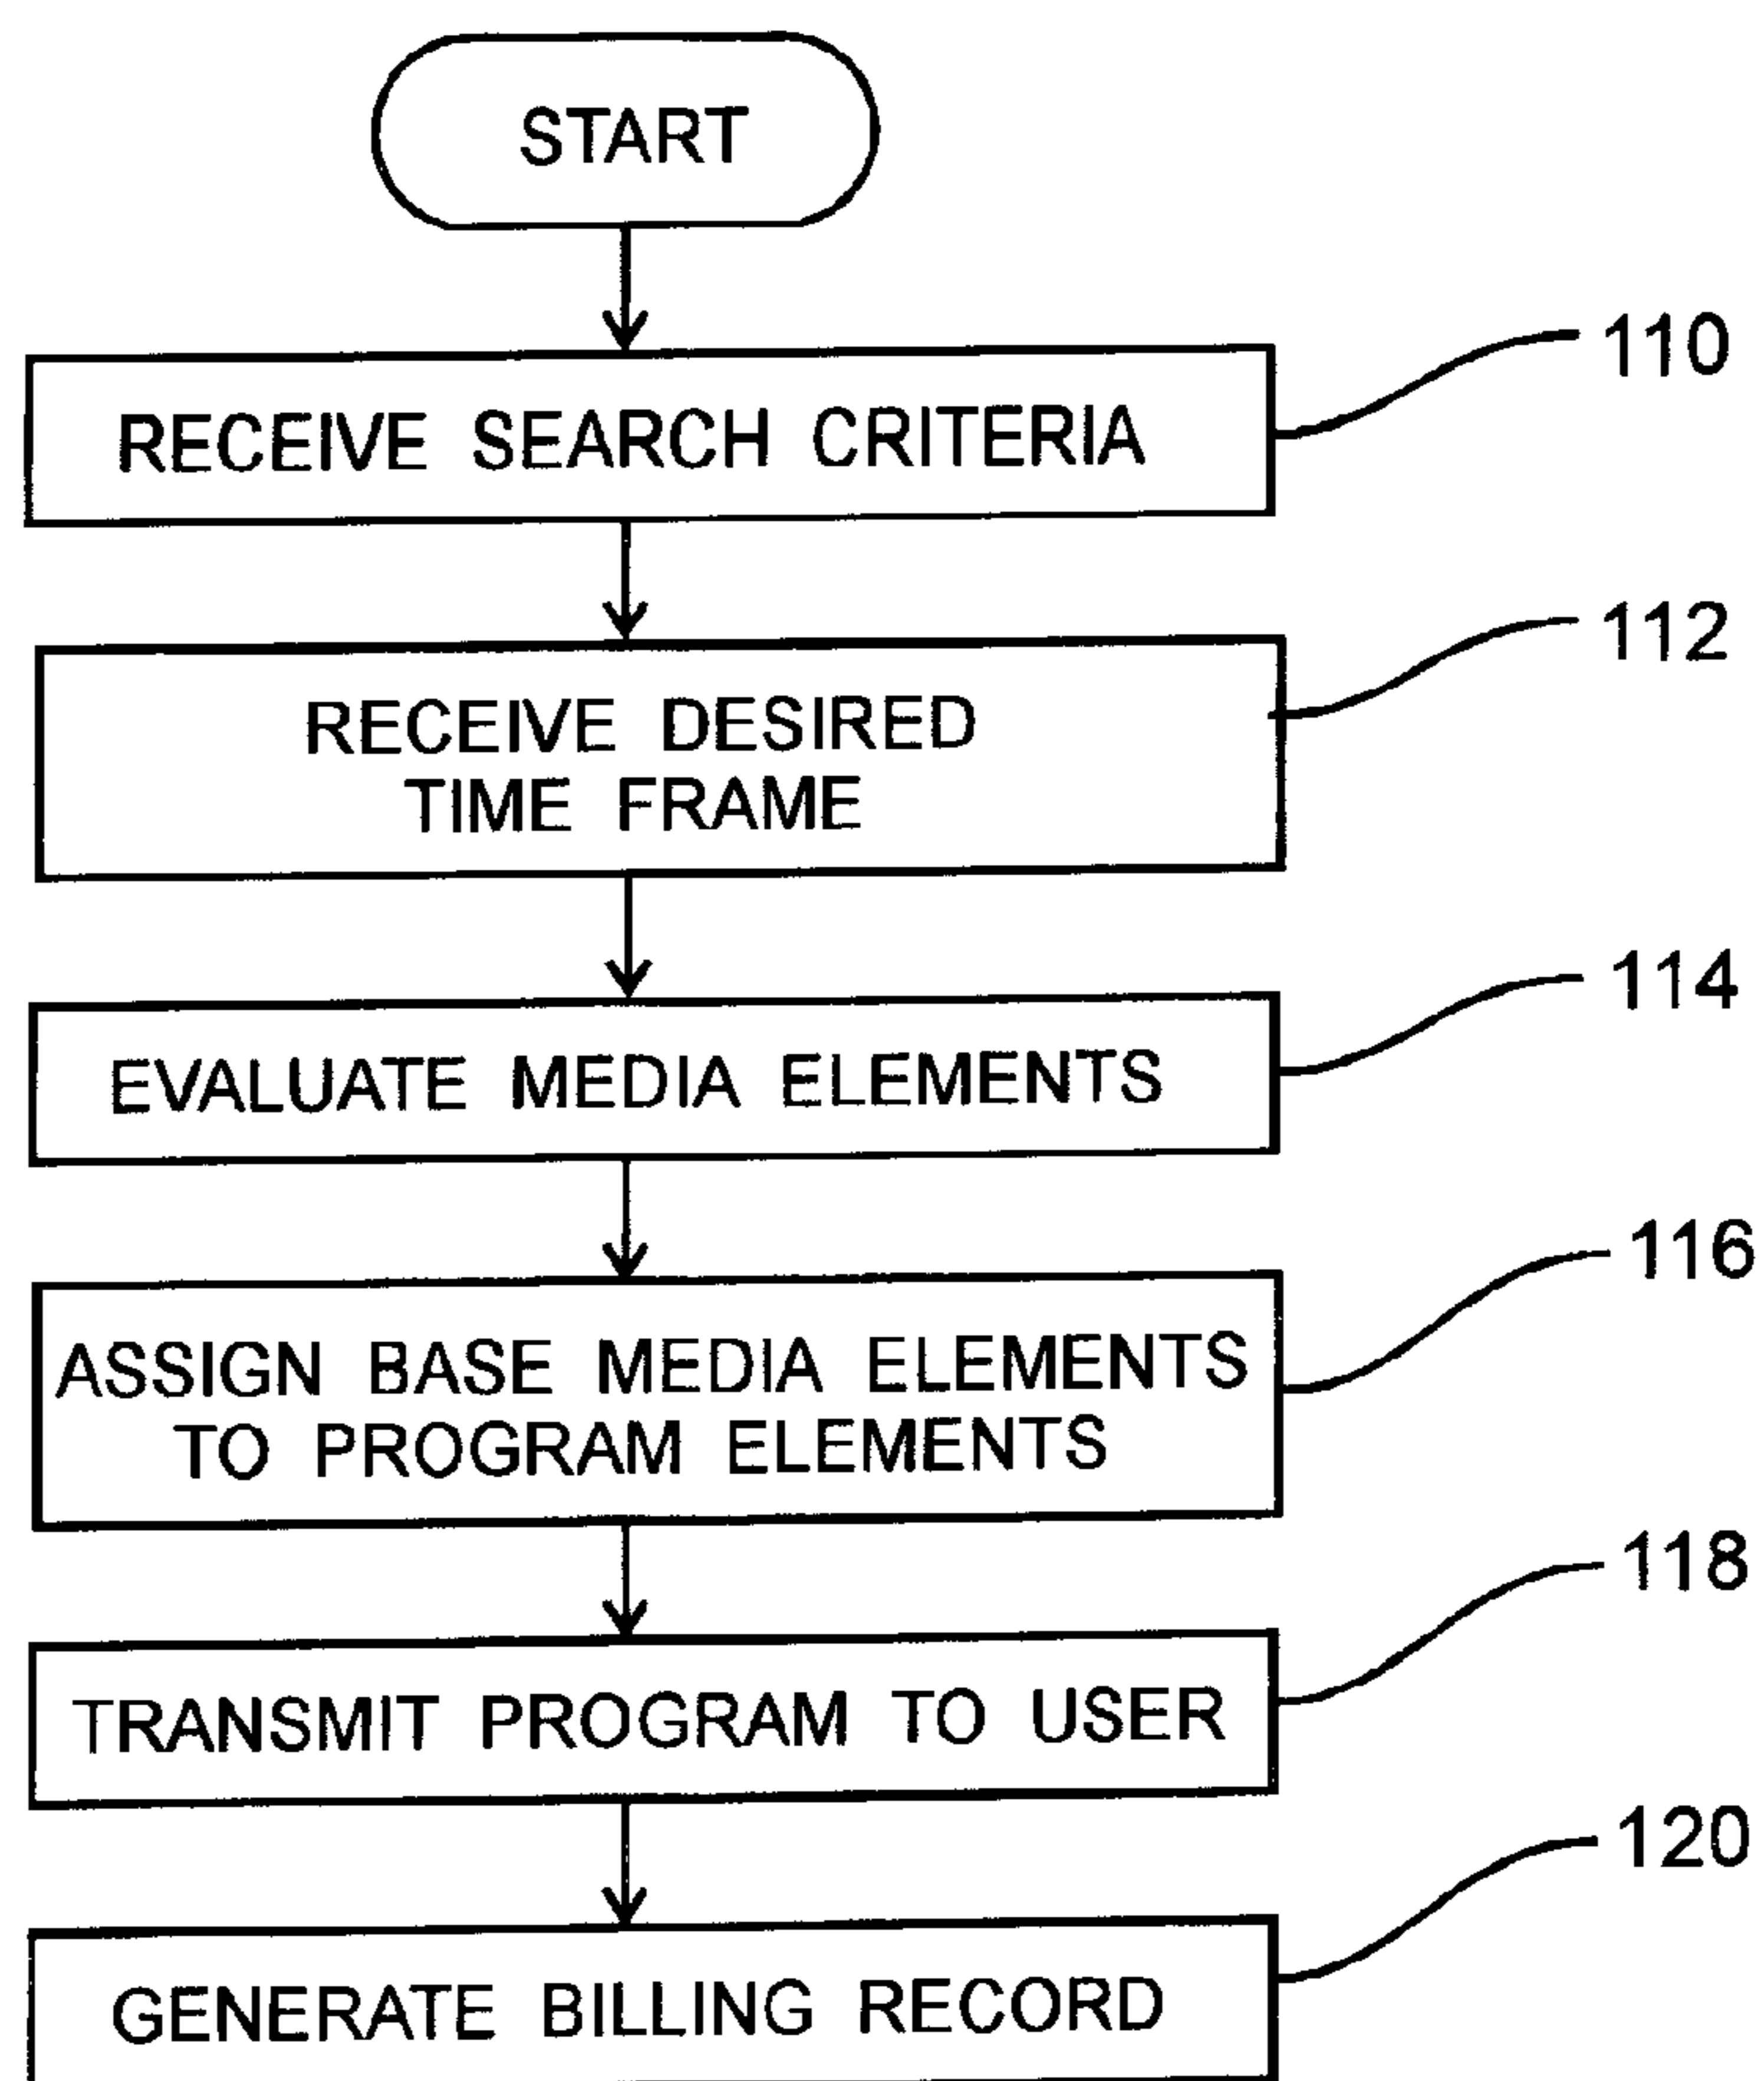 START
110
RECEIVE SEARCH CRITERIA
112
RECEIVE DESIRED
TIME FRAME
114
EVALUATE MEDIA ELEMENTS
116
ASSIGN BASE MEDIA ELEMENTS
TO PROGRAM ELEMENTS
118
TRANSMIT PROGRAM TO USER
120
GENERATE BILLING RECORD